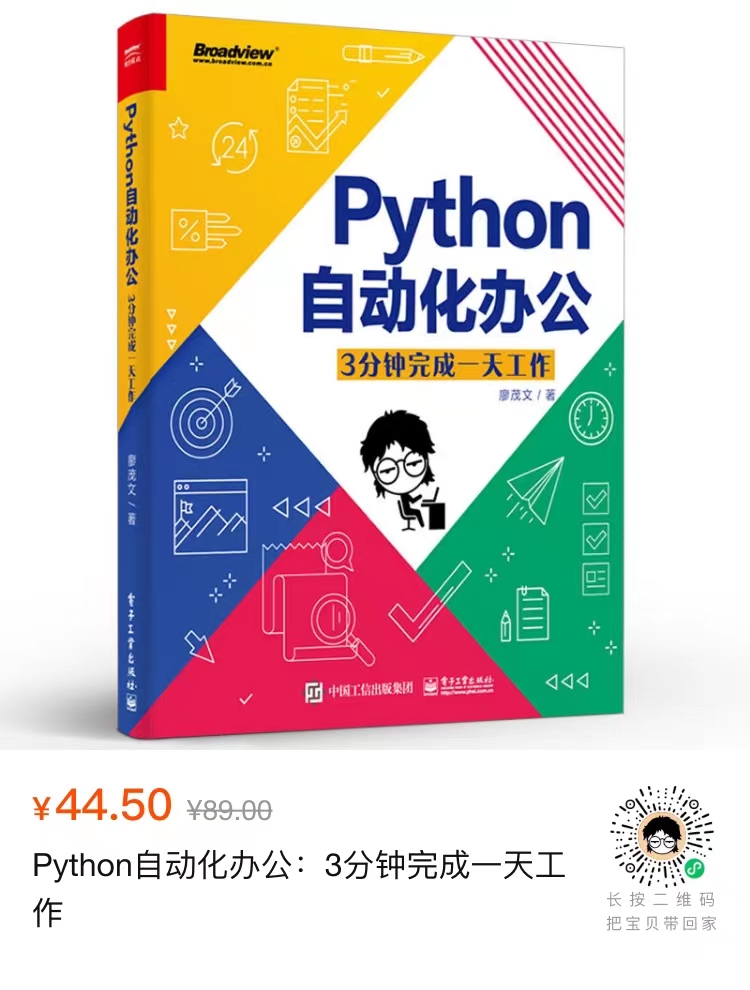 Broadview®
www.broadview.com.cn
Python自动化办公
3分钟完成一天工作
廖茂文 / 著
电子工业出版社
24
%
Python
自动化办公
3分钟完成一天工作
廖茂文 / 著
中国工信出版集团
电子工业出版社
http://www.phei.com.cn
¥44.50 ¥89.00
Python自动化办公：3分钟完成一天工
作
长按二维码
把宝贝带回家